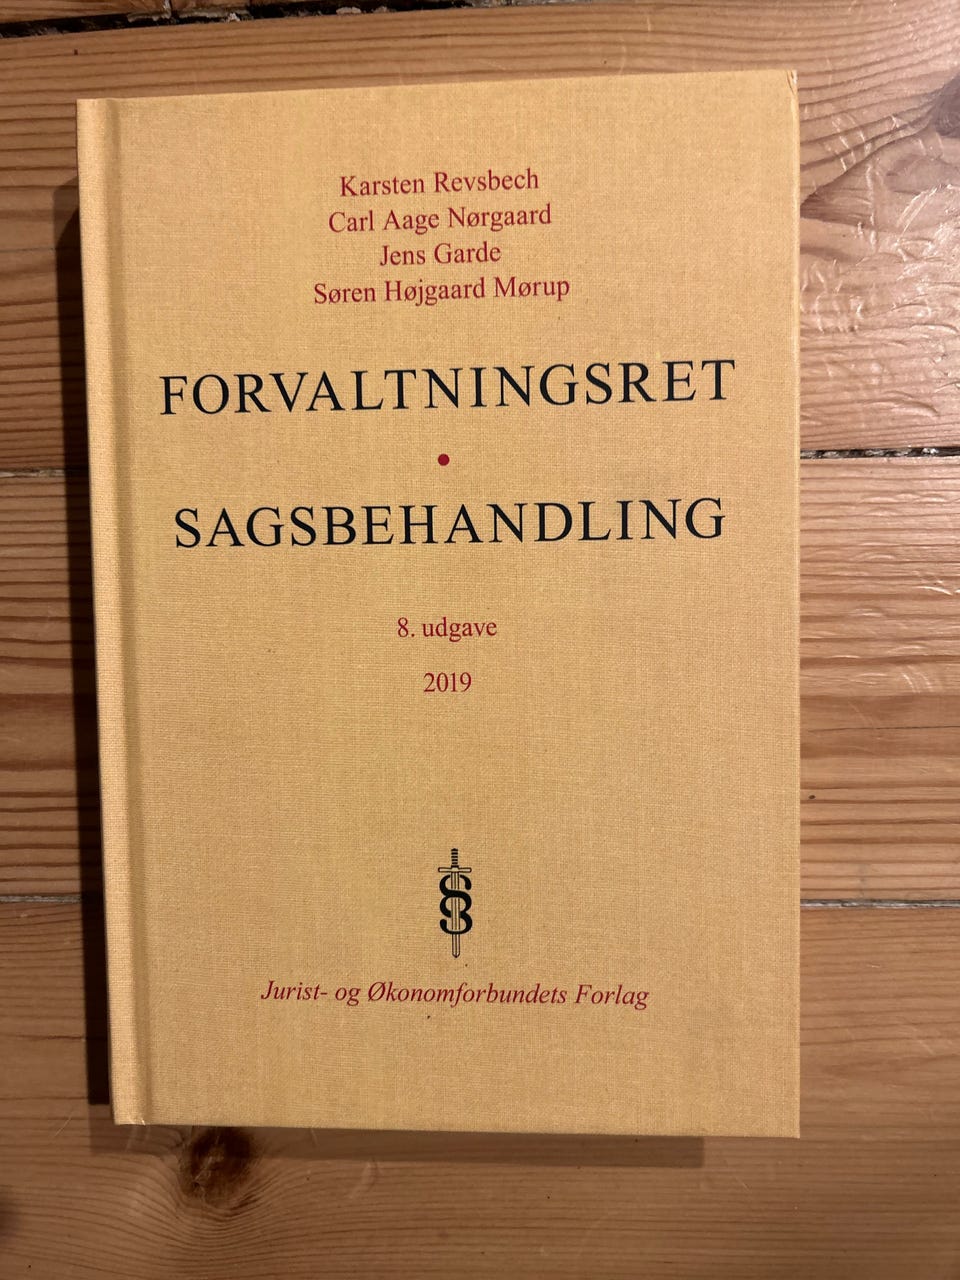 Karsten Revsbech
Carl Aage Nørgaard
Jens Garde
Søren Højgaard Mørup
FORVALTNINGSRET
•
SAGSBEHANDLING
8. udgave
2019
Jurist- og Økonomforbundets Forlag